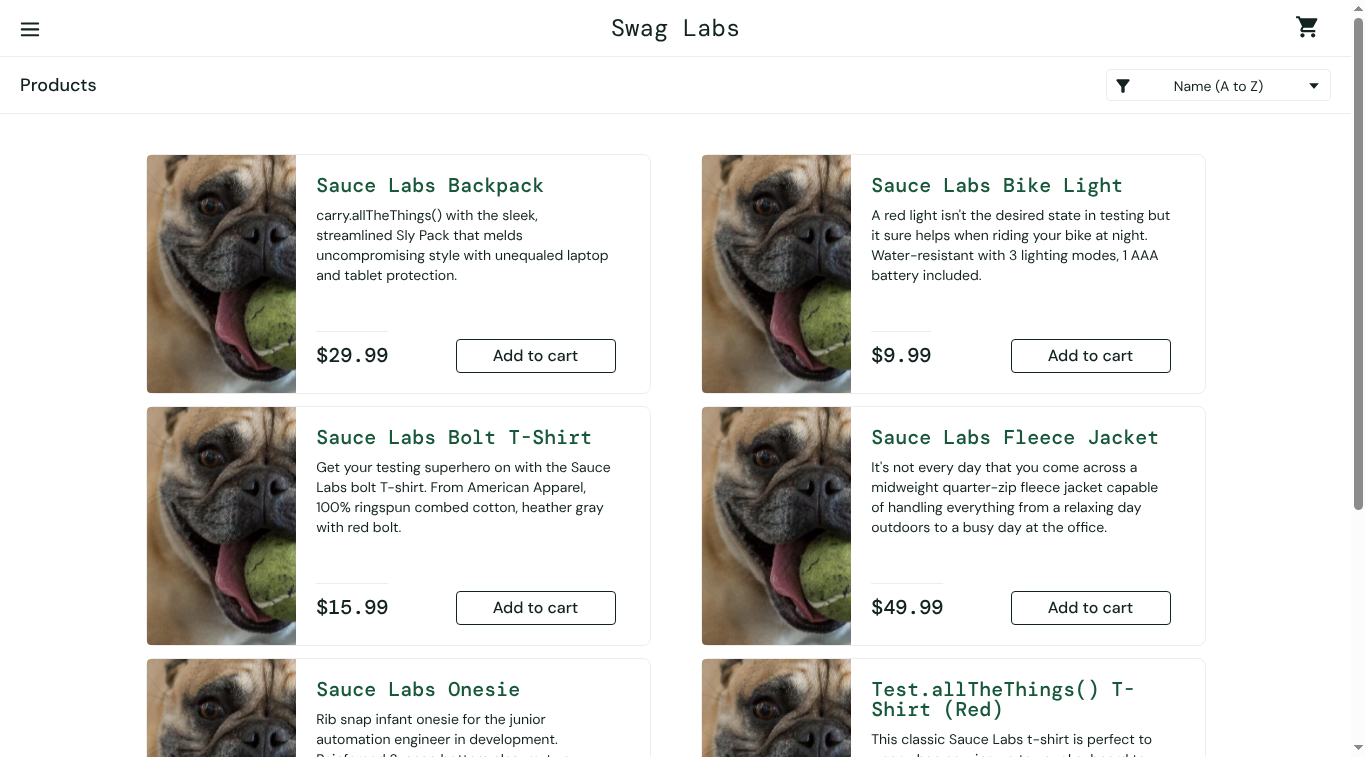 Swag Labs
Products
Name (A to Z)
Sauce Labs Backpack
carry.allTheThings() with the sleek,
streamlined Sly Pack that melds
uncompromising style with unequaled laptop
and tablet protection.
$29.99
Add to cart
Sauce Labs Bike Light
A red light isn't the desired state in testing but
it sure helps when riding your bike at night.
Water-resistant with 3 lighting modes, 1 AAA
battery included.
$9.99
Add to cart
Sauce Labs Bolt T-Shirt
Get your testing superhero on with the Sauce
Labs bolt T-shirt. From American Apparel,
100% ringspun combed cotton, heather gray
with red bolt.
$15.99
Add to cart
Sauce Labs Fleece Jacket
It's not every day that you come across a
midweight quarter-zip fleece jacket capable
of handling everything from a relaxing day
outdoors to a busy day at the office.
$49.99
Add to cart
Sauce Labs Onesie
Rib snap infant onesie for the junior
automation engineer in development.
Test.allTheThings() T-
Shirt (Red)
This classic Sauce Labs t-shirt is perfect to